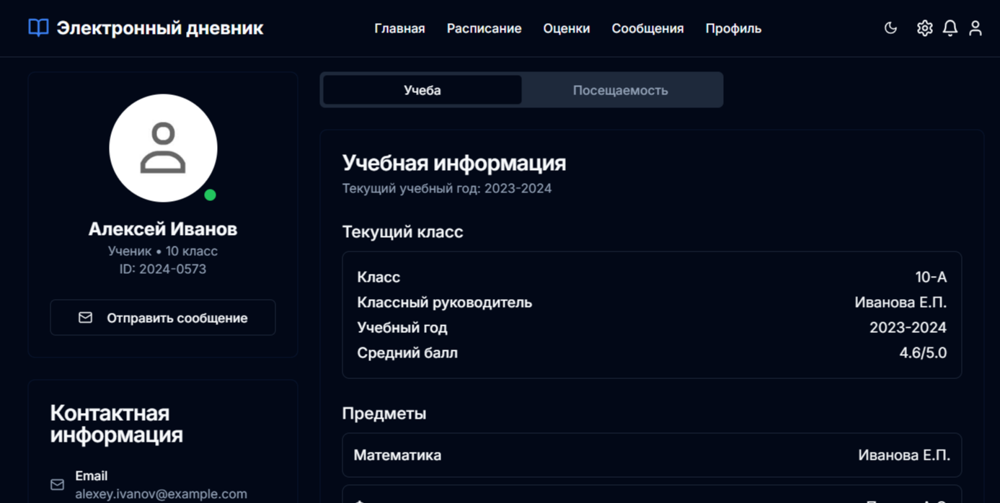 Электронный дневник
Главная Расписание Оценки Сообщения Профиль
Учеба Посещаемость
Алексей Иванов
Ученик • 10 класс
ID: 2024-0573
Отправить сообщение
Контактная
информация
Email
alexey.ivanov@example.com
Учебная информация
Текущий учебный год: 2023-2024
Текущий класс
Класс 10-А
Классный руководитель Иванова Е.П.
Учебный год 2023-2024
Средний балл 4.6/5.0
Предметы
Математика Иванова Е.П.